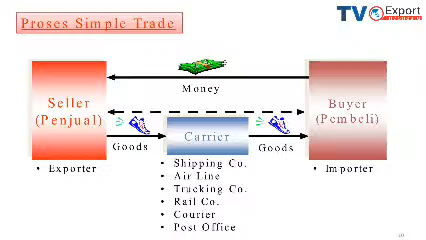 Proses Simple Trade
TV Export
Money
Seller
(Penjual)
Buyer
(Pembeli)
Carrier
Goods
Goods
• Exporter
• Importer
• Shipping Co.
• Air Line
• Trucking Co.
• Rail Co.
• Courier
• Post Office